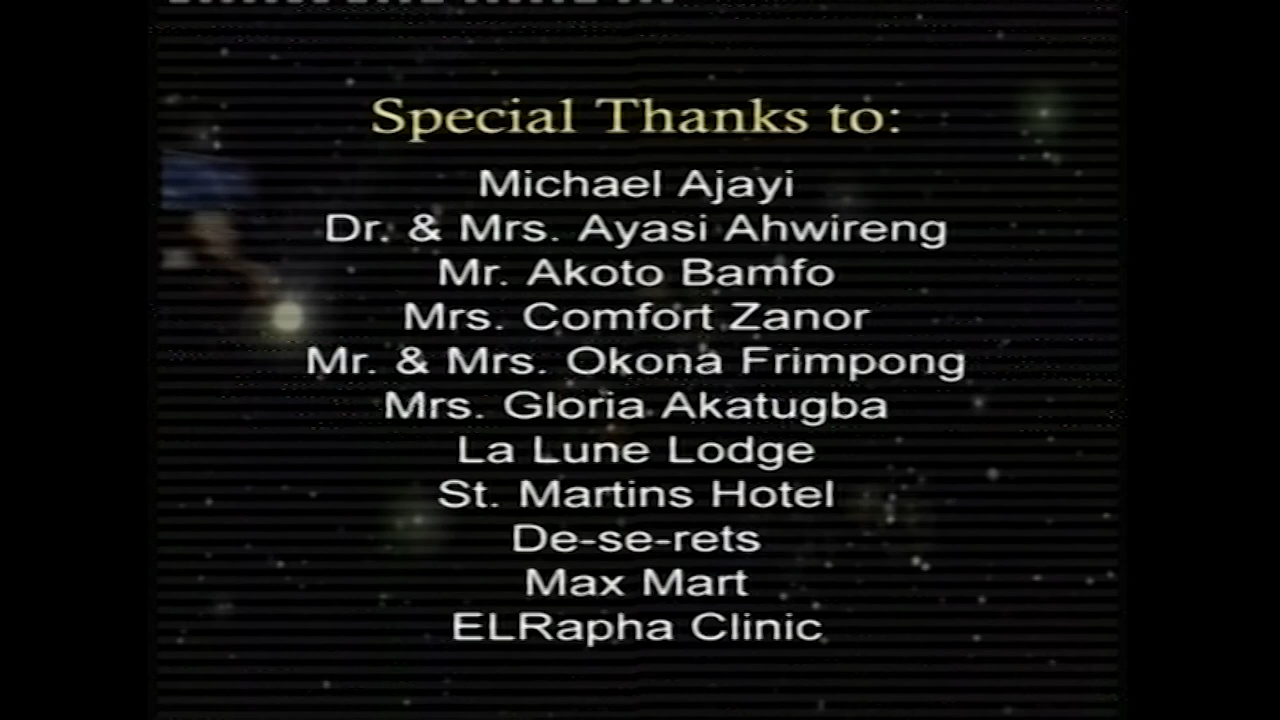 Special Thanks to:
Michael Ajayi
Dr. & Mrs. Ayasi Ahwireng
Mr. Akoto Bamfo
Mrs. Comfort Zanor
Mr. & Mrs. Okona Frimpong
Mrs. Gloria Akatugba
La Lune Lodge
St. Martins Hotel
De-se-rets
Max Mart
ELRapha Clinic